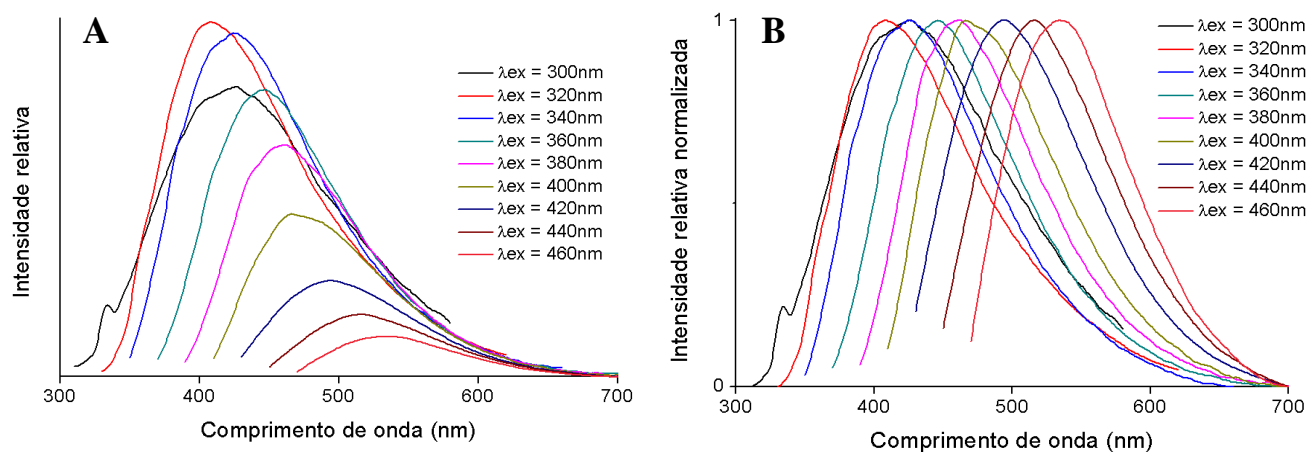 A
Intensidade relativa
λex = 300nm
λex = 320nm
λex = 340nm
λex = 360nm
λex = 380nm
λex = 400nm
λex = 420nm
λex = 440nm
λex = 460nm
300 400 500 600 700
Comprimento de onda (nm)
B
Intensidade relativa normalizada
1
0
λex = 300nm
λex = 320nm
λex = 340nm
λex = 360nm
λex = 380nm
λex = 400nm
λex = 420nm
λex = 440nm
λex = 460nm
300 400 500 600 700
Comprimento de onda (nm)